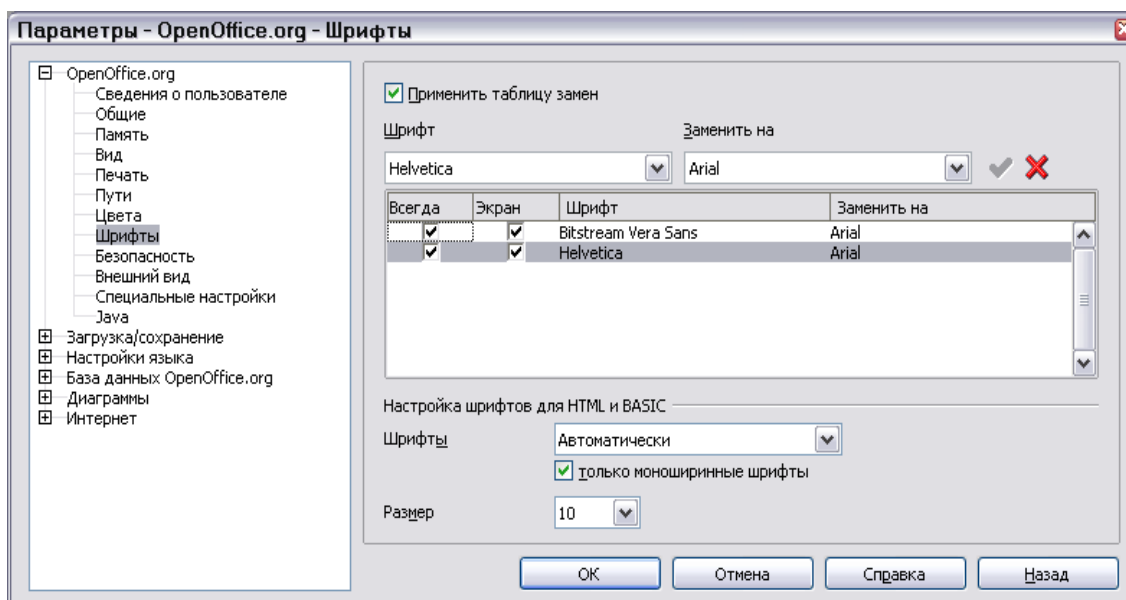 Параметры - OpenOffice.org - Шрифты
OpenOffice.org
Сведения о пользователе
Общие
Память
Вид
Печать
Пути
Цвета
Шрифты
Безопасность
Внешний вид
Специальные настройки
Java
Загрузка/сохранение
Настройки языка
База данных OpenOffice.org
Диаграммы
Интернет
Применить таблицу замен
Шрифт Заменить на
Helvetica Arial
Всегда Экран Шрифт Заменить на
Bitstream Vera Sans Arial
Helvetica Arial
Настройка шрифтов для HTML и BASIC
Шрифты Автоматически
только моноширинные шрифты
Размер 10
OK Отмена Справка Назад